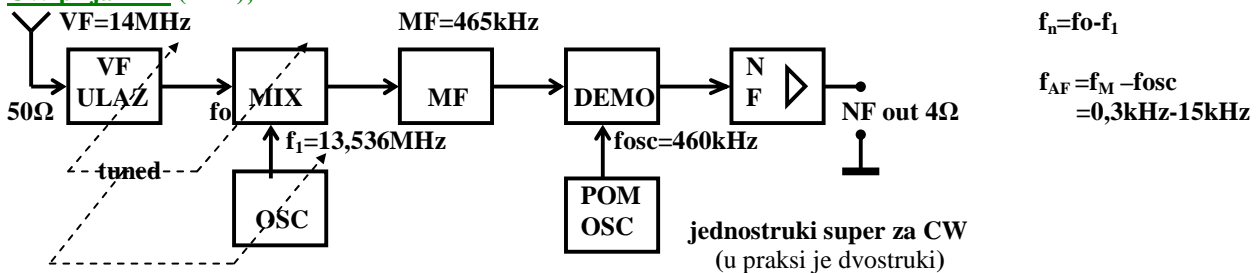 VF=14MHz
MF=465kHz
fn=fo-f1
VF
ULAZ
MIX
MF
DEMO
N
F
50Ω
fo
NF out 4Ω
fAF =fM –fosc
=0,3kHz-15kHz
f1=13,536MHz
fosc=460kHz
tuned
OSC
POM
OSC
jednostruki super za CW
(u praksi je dvostruki)